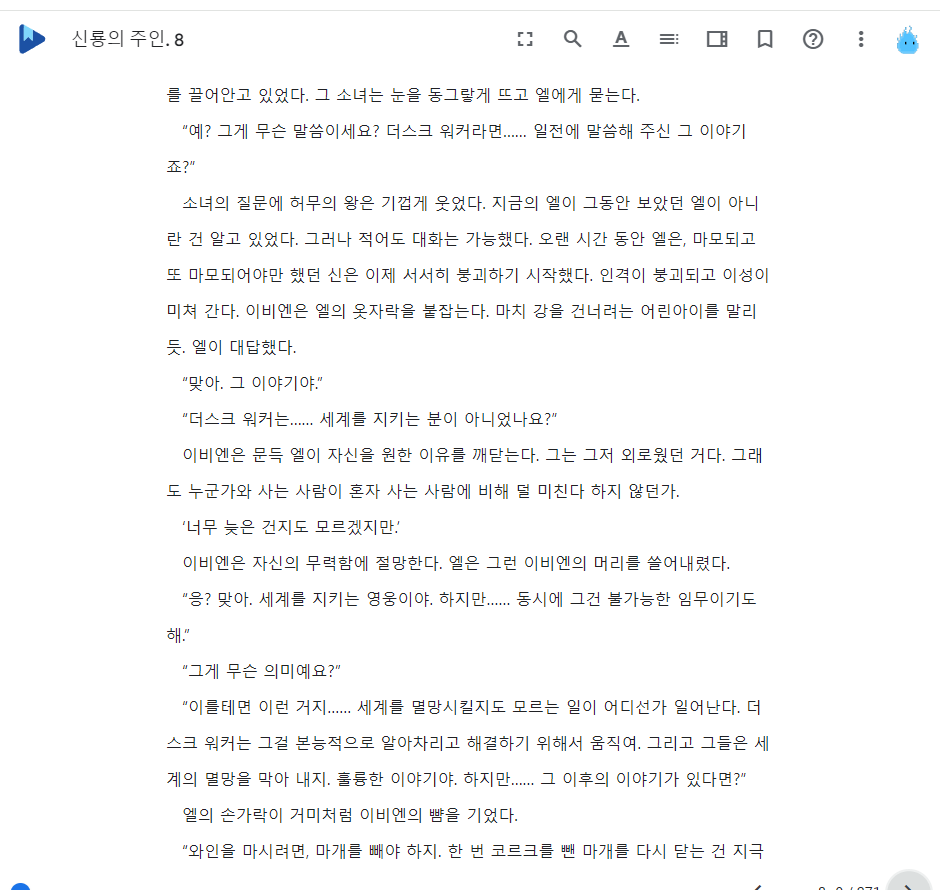 신룡의 주인. 8
를 끌어안고 있었다. 그 소녀는 눈을 동그랗게 뜨고 엘에게 묻는다.
“예? 그게 무슨 말씀이세요? 더스크 워커라면...... 일전에 말씀해 주신 그 이야기
죠?”
소녀의 질문에 허무의 왕은 기껍게 웃었다. 지금의 엘이 그동안 보았던 엘이 아니
란 건 알고 있었다. 그러나 적어도 대화는 가능했다. 오랜 시간 동안 엘은, 마모되고
또 마모되어야만 했던 신은 이제 서서히 붕괴하기 시작했다. 인격이 붕괴되고 이성이
미쳐 간다. 이비엔은 엘의 옷자락을 붙잡는다. 마치 강을 건너려는 어린아이를 말리
듯. 엘이 대답했다.
“맞아. 그 이야기야.”
“더스크 워커는...... 세계를 지키는 분이 아니었나요?”
이비엔은 문득 엘이 자신을 원한 이유를 깨닫는다. 그는 그저 외로웠던 거다. 그래
도 누군가와 사는 사람이 혼자 사는 사람에 비해 덜 미친다 하지 않던가.
‘너무 늦은 건지도 모르겠지만.’
이비엔은 자신의 무력함에 절망한다. 엘은 그런 이비엔의 머리를 쓸어내렸다.
“응? 맞아. 세계를 지키는 영웅이야. 하지만...... 동시에 그건 불가능한 임무이기도
해.”
“그게 무슨 의미예요?”
“이를테면 이런 거지...... 세계를 멸망시킬지도 모르는 일이 어디선가 일어난다. 더
스크 워커는 그걸 본능적으로 알아차리고 해결하기 위해서 움직여. 그리고 그들은 세
계의 멸망을 막아 내지. 훌륭한 이야기야. 하지만...... 그 이후의 이야기가 있다면?”
엘의 손가락이 거미처럼 이비엔의 뺨을 기었다.
“와인을 마시려면, 마개를 빼야 하지. 한 번 코르크를 뺀 마개를 다시 닫는 건 지극